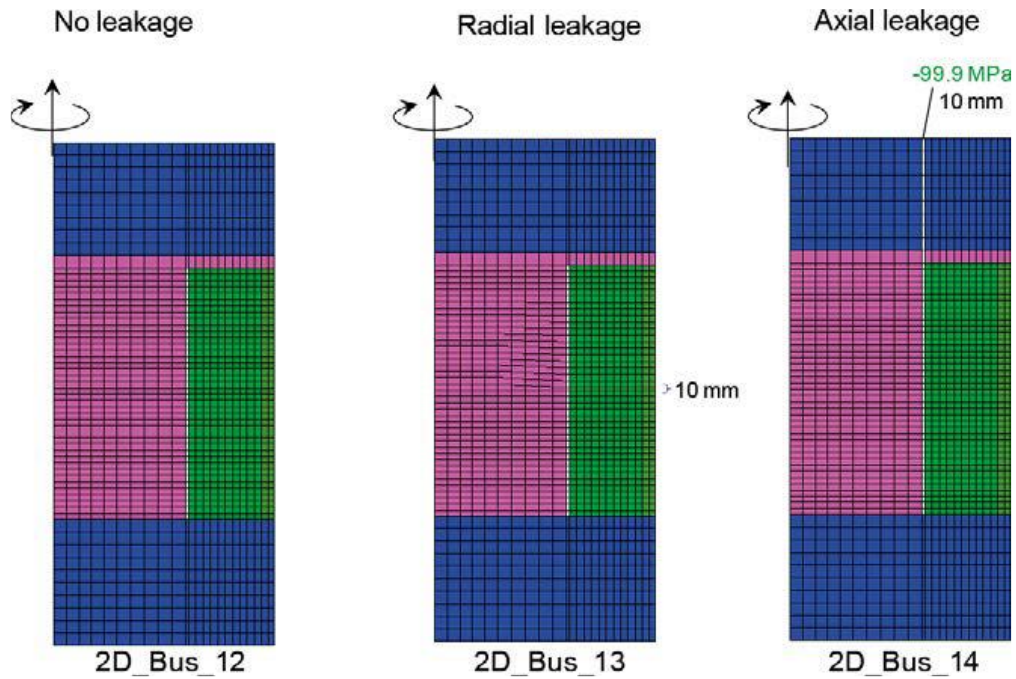 No leakage
Radial leakage
Axial leakage
-99.9 MPa
10 mm
10 mm
2D_Bus_12
2D_Bus_13
2D_Bus_14